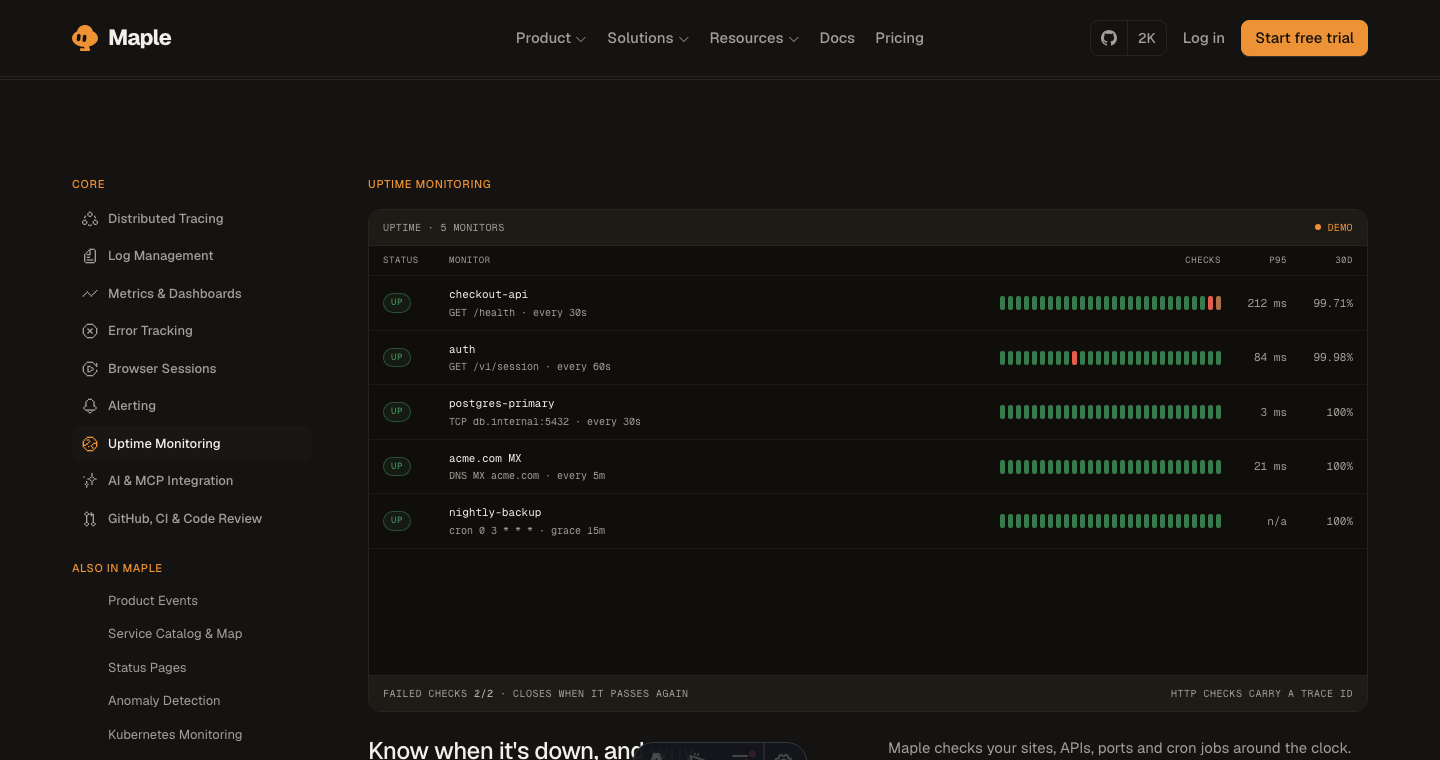 Maple
Product
Solutions
Resources
Docs
Pricing
2K
Log in
Start free trial
CORE
Distributed Tracing
Log Management
Metrics & Dashboards
Error Tracking
Browser Sessions
Alerting
Uptime Monitoring
AI & MCP Integration
GitHub, CI & Code Review
ALSO IN MAPLE
Product Events
Service Catalog & Map
Status Pages
Anomaly Detection
Kubernetes Monitoring
UPTIME MONITORING
UPTIME · 5 MONITORS
DEMO
STATUS MONITOR CHECKS P95 30D
UP checkout-api 212 ms 99.71%
GET /health · every 30s
UP auth 84 ms 99.98%
GET /v1/session · every 60s
UP postgres-primary 3 ms 100%
TCP db.internal:5432 · every 30s
UP acme.com MX 21 ms 100%
DNS MX acme.com · every 5m
UP nightly-backup n/a 100%
cron 0 3 * * * · grace 15m
FAILED CHECKS 2/2 · CLOSES WHEN IT PASSES AGAIN
HTTP CHECKS CARRY A TRACE ID
Know when it's down, and
Maple checks your sites, APIs, ports and cron jobs around the clock.